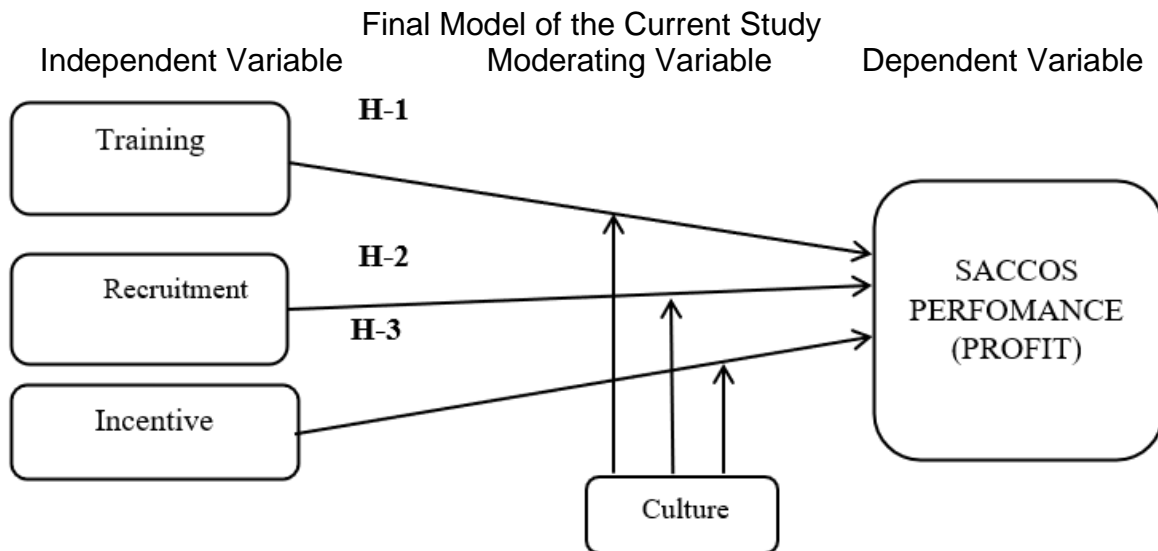 Final Model of the Current Study
Independent Variable Moderating Variable Dependent Variable
H-1
Training
H-2
Recruitment
H-3
Incentive
Culture
SACCOS
PERFOMANCE
(PROFIT)